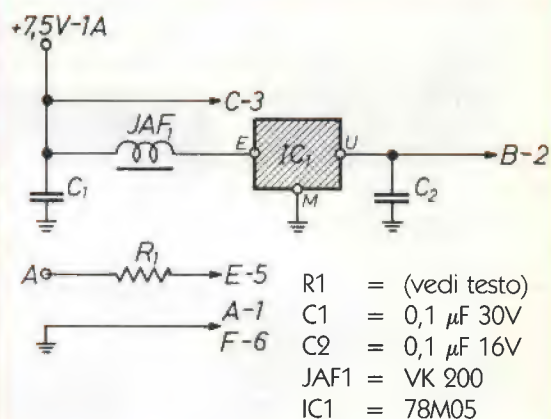 +7,5V-1A
C-3
JAF1
E
IC1
U
B-2
M
C1
C2
A
R1
E-5
A-1
F-6
R1 = (vedi testo)
C1 = 0,1 µF 30V
C2 = 0,1 µF 16V
JAF1 = VK 200
IC1 = 78M05